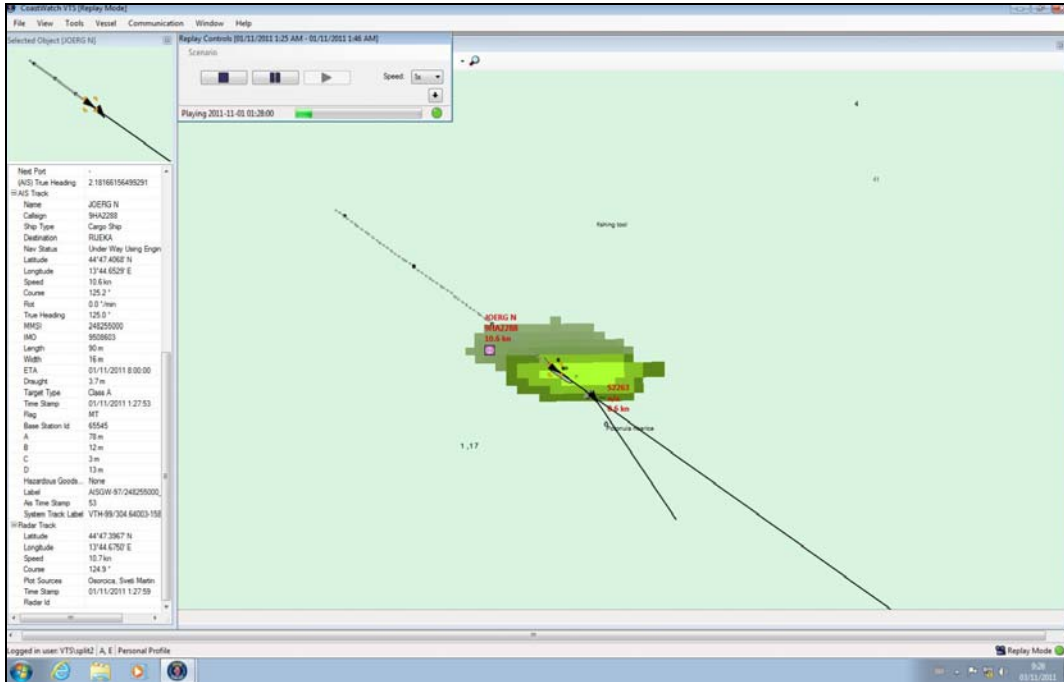 CoastWatch VTS [Replay Mode]
File View Tools Vessel Communication Window Help
Selected Object [JOERG N]
Replay Controls [01/11/2011 1:25 AM - 01/11/2011 1:46 AM]
Scenario
Speed: 1x
Playing 2011-11-01 01:28:00
Next Port -
(AIS) True Heading 2.18166156499291
AIS Track
Name JOERG N
Callsign 9HA2288
Ship Type Cargo Ship
Destination RIJEKA
Nav Status Under Way Using Engin
Latitude 44°47.4068' N
Longitude 13°44.6529' E
Speed 10.6 kn
Course 125.2 °
Rot 0.0 °/min
True Heading 125.0 °
MMSI 248255000
IMO 9508603
Length 90 m
Width 16 m
ETA 01/11/2011 8:00:00
Draught 3.7 m
Target Type Class A
Time Stamp 01/11/2011 1:27:53
Flag MT
Base Station Id 65545
A 78 m
B 12 m
C 3 m
D 13 m
Hazardous Goods... None
Label AISGW-97/248255000_
Ais Time Stamp 53
System Track Label VTH-99/304.64003-158
Radar Track
Latitude 44°47.3967' N
Longitude 13°44.6750' E
Speed 10.7 kn
Course 124.9 °
Plot Sources Osorcica, Sveti Martin
Time Stamp 01/11/2011 1:27:59
Radar Id
4
41
fishing tool
JOERG N
9HA2288
10.6 kn
S2263
N/A
6.6 kn
1 ,17
Logged in user: VTS\split2 A, E Personal Profile
Replay Mode
9:26
03/11/2011